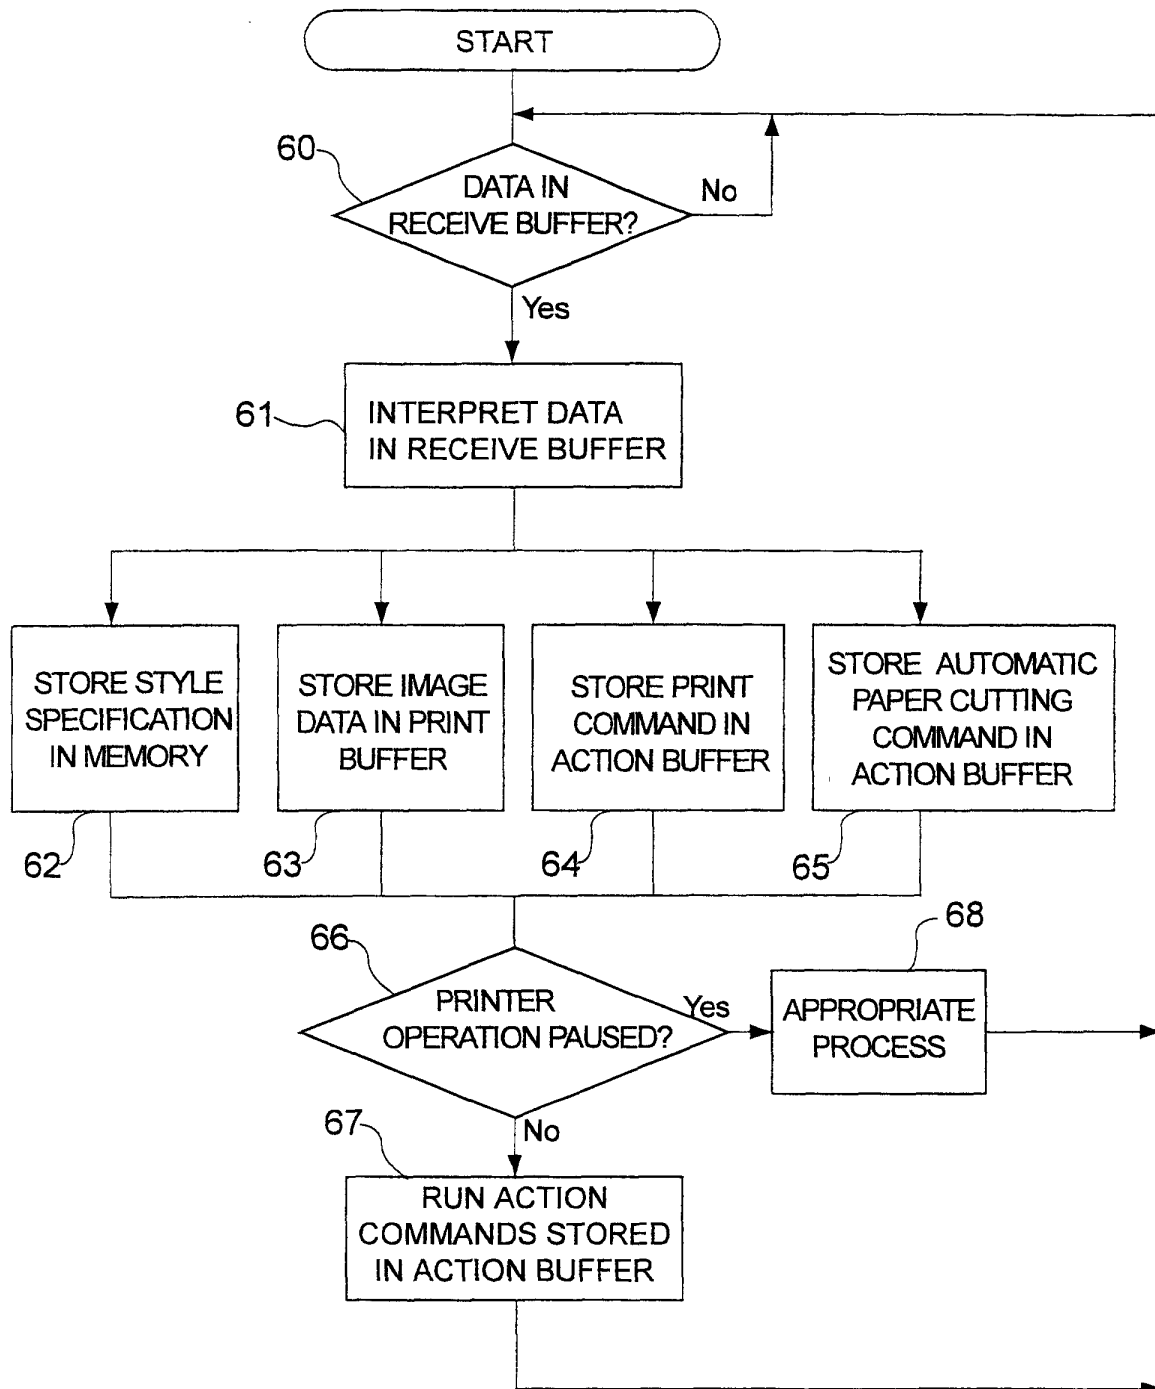 START
60
DATA IN
RECEIVE BUFFER?
No
Yes
61
INTERPRET DATA
IN RECEIVE BUFFER
STORE STYLE
SPECIFICATION
IN MEMORY
STORE IMAGE
DATA IN PRINT
BUFFER
STORE PRINT
COMMAND IN
ACTION BUFFER
STORE AUTOMATIC
PAPER CUTTING
COMMAND IN
ACTION BUFFER
62
63
64
65
66
68
PRINTER
OPERATION PAUSED?
Yes
APPROPRIATE
PROCESS
No
67
RUN ACTION
COMMANDS STORED
IN ACTION BUFFER